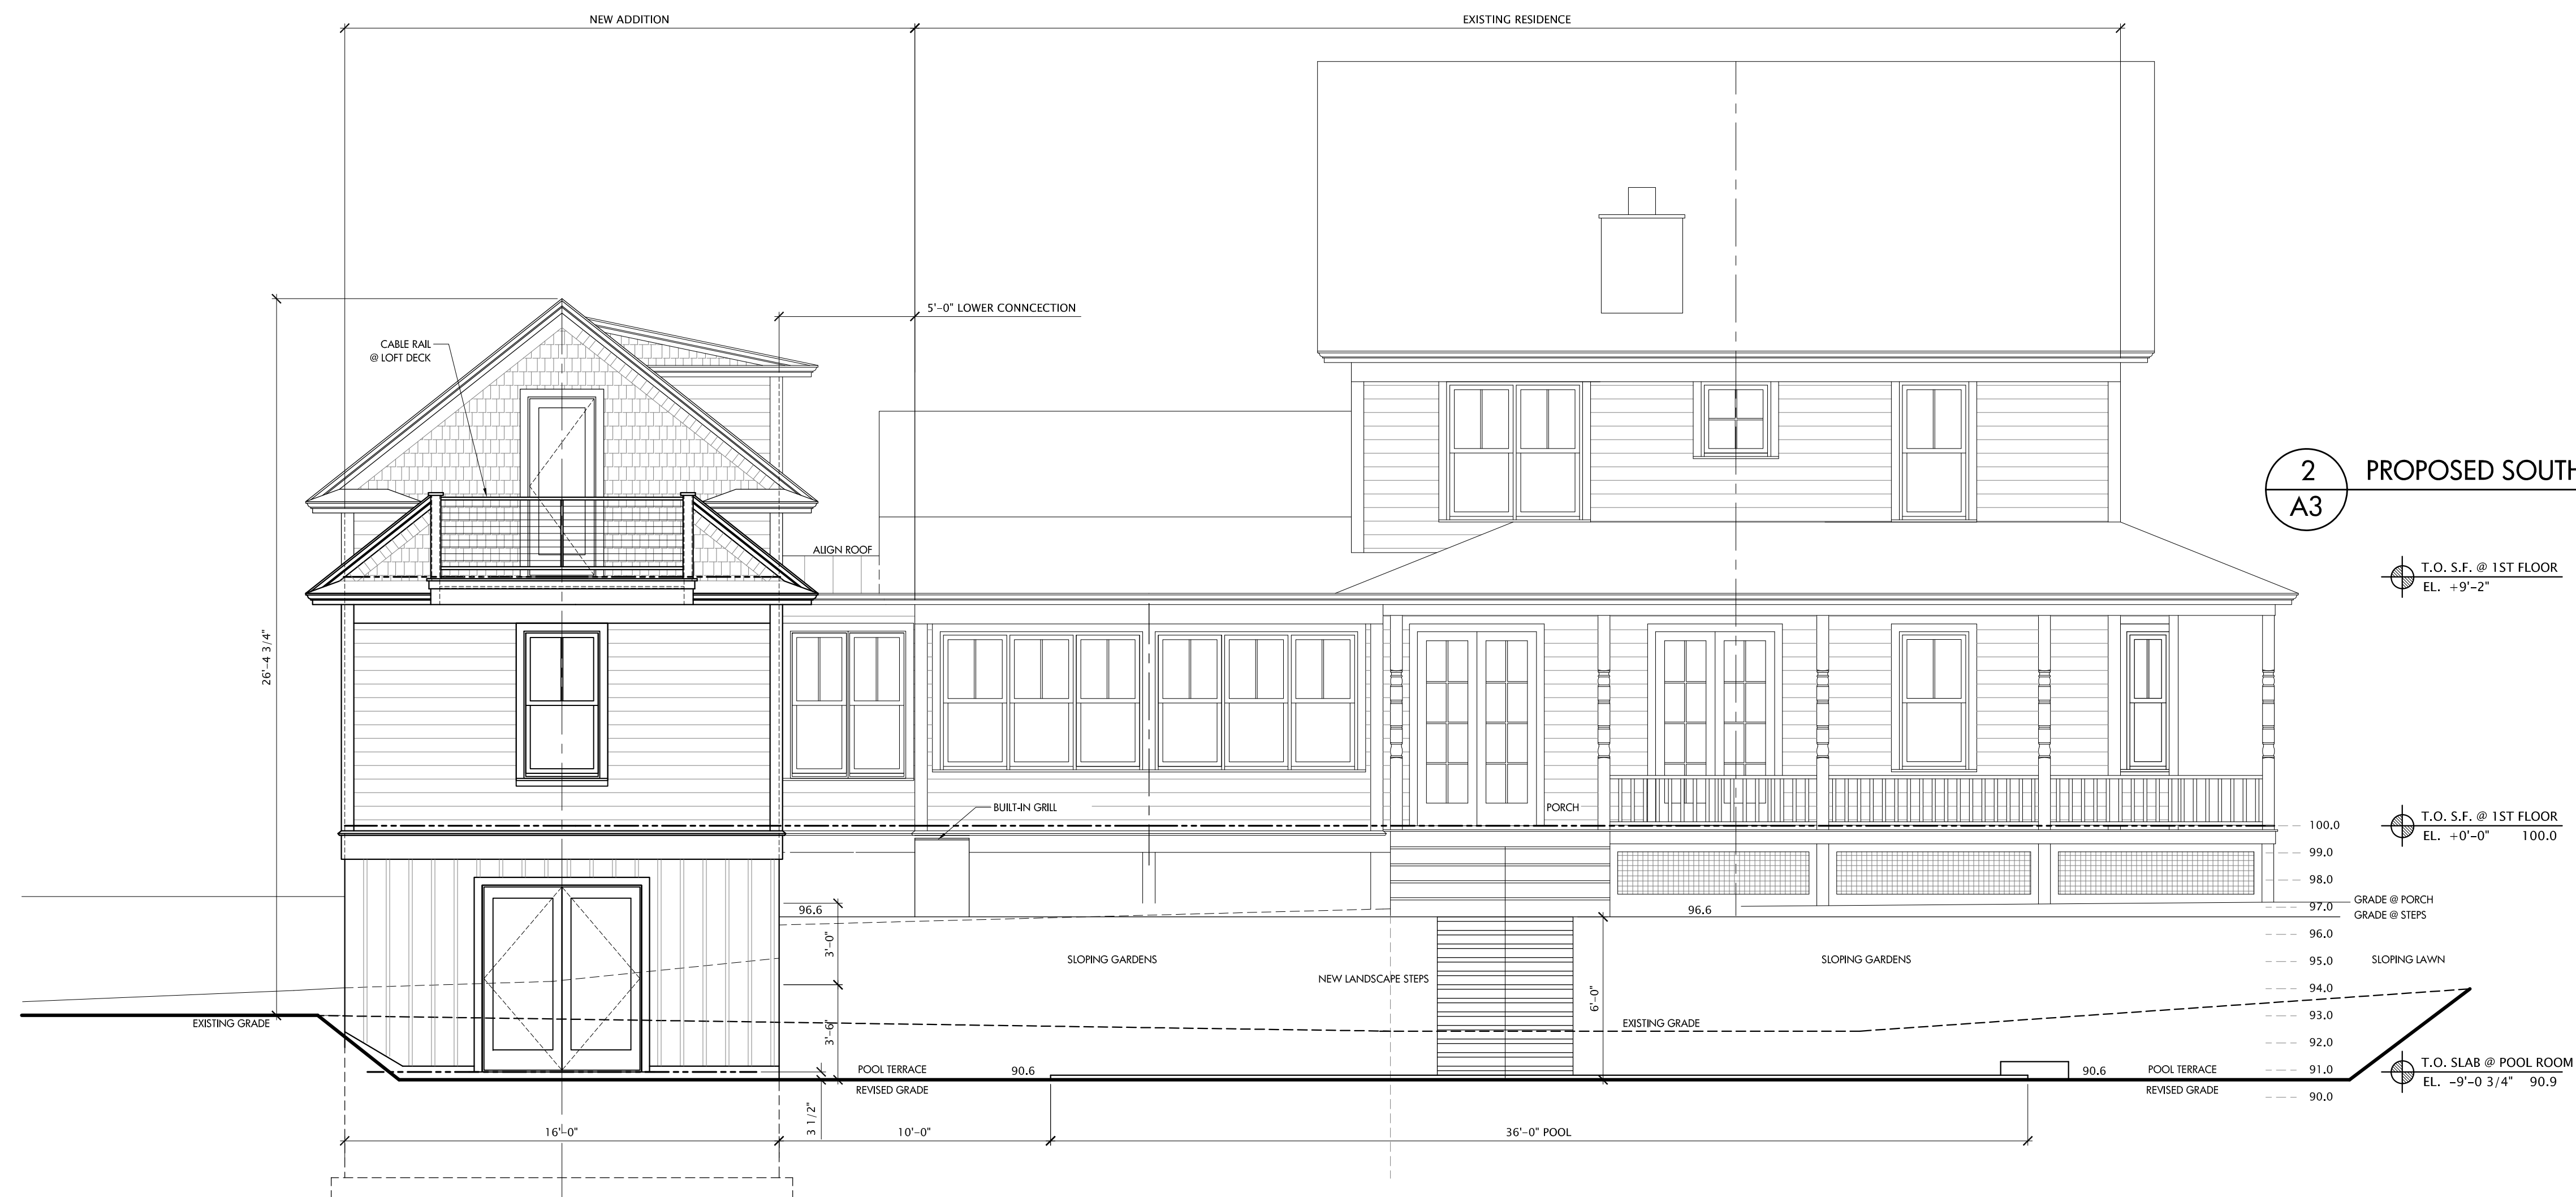 NEW ADDITION
EXISTING RESIDENCE
5'-0" LOWER CONNCECTION
CABLE RAIL
@ LOFT DECK
2
A3
PROPOSED SOUTH
ALIGN ROOF
T.O. S.F. @ 1ST FLOOR
EL. +9'-2"
26'-4 3/4"
BUILT-IN GRILL
PORCH
T.O. S.F. @ 1ST FLOOR
EL. +0'-0" 100.0
100.0
99.0
98.0
97.0
96.0
95.0
94.0
93.0
92.0
91.0
90.0
GRADE @ PORCH
GRADE @ STEPS
96.6
96.6
3'-0"
SLOPING GARDENS
SLOPING GARDENS
SLOPING LAWN
NEW LANDSCAPE STEPS
6'-0"
EXISTING GRADE
EXISTING GRADE
3'-6"
POOL TERRACE
REVISED GRADE
90.6
90.6
POOL TERRACE
REVISED GRADE
T.O. SLAB @ POOL ROOM
EL. -9'-0 3/4" 90.9
3 1/2"
16'-0"
10'-0"
36'-0" POOL